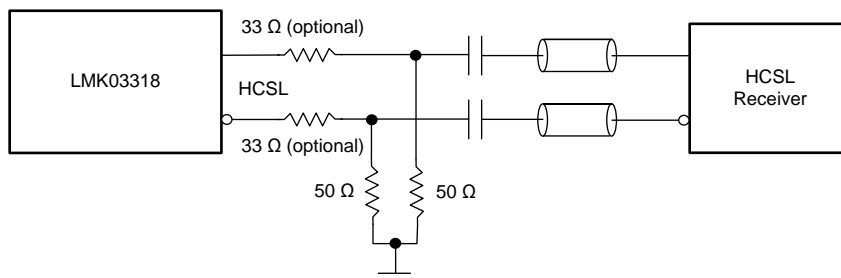 33 Ω (optional)
LMK03318
HCSL
HCSL
Receiver
33 Ω (optional)
50 Ω
50 Ω